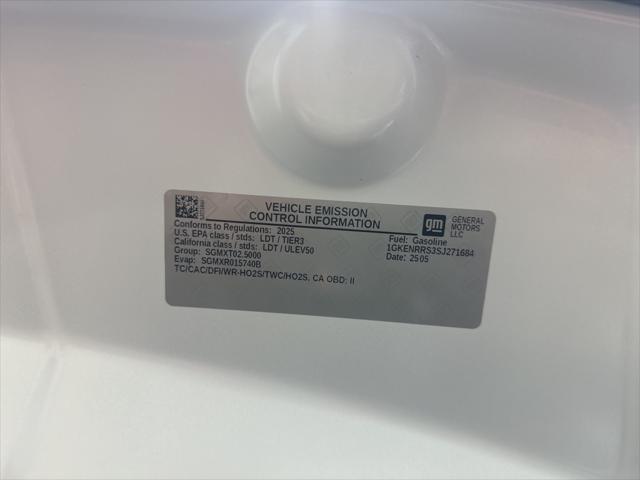 VEHICLE EMISSION
CONTROL INFORMATION
gm
GENERAL
MOTORS
LLC
Conforms to Regulations: 2025
U.S. EPA class / stds: LDT / TIER3
California class / stds: LDT / ULEV50
Group: SGMXT02.5000
Evap: SGMXR015740B
TC/CAC/DFI/WR-HO2S/TWC/HO2S, CA OBD: II
Fuel: Gasoline
1GKENRRS3SJ271684
Date: 2505